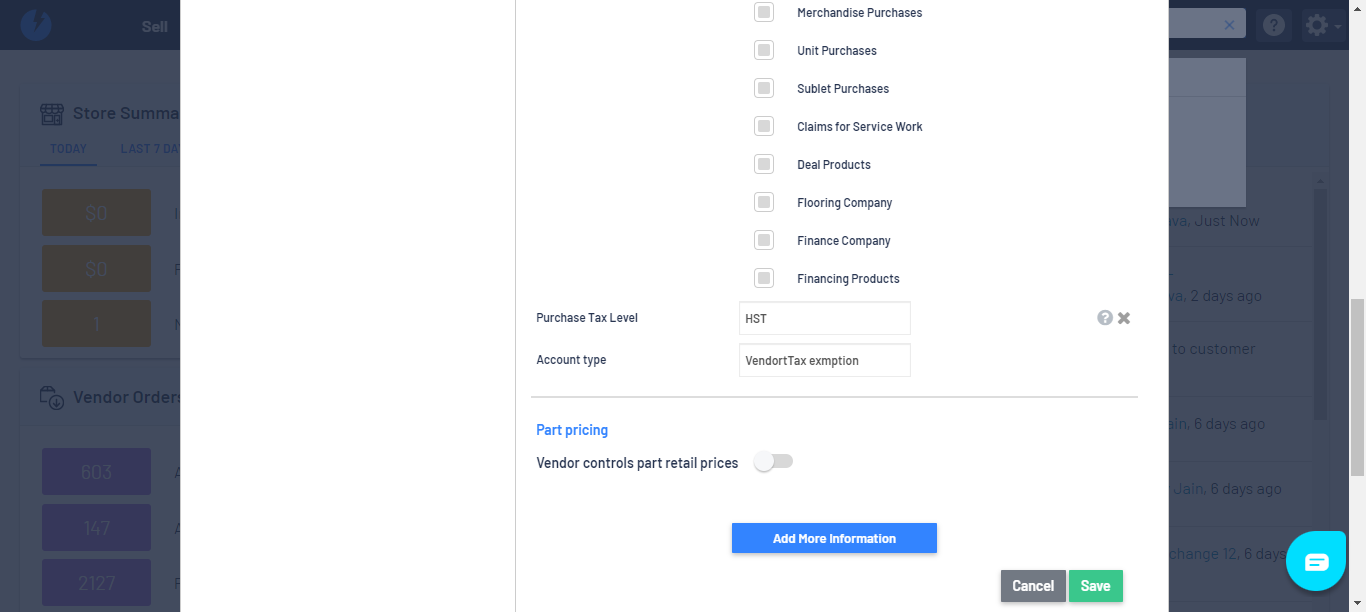 Sell
Store Summa
TODAY
LAST 7 DA
$0
$0
1
Vendor Orders
603
147
2127
Merchandise Purchases
Unit Purchases
Sublet Purchases
Claims for Service Work
Deal Products
Flooring Company
Finance Company
Financing Products
Purchase Tax Level
HST
Account type
VendortTax exmption
Part pricing
Vendor controls part retail prices
Add More Information
Cancel
Save
va, Just Now
va, 2 days ago
to customer
ain, 6 days ago
Jain, 6 days ago
change 12, 6 days